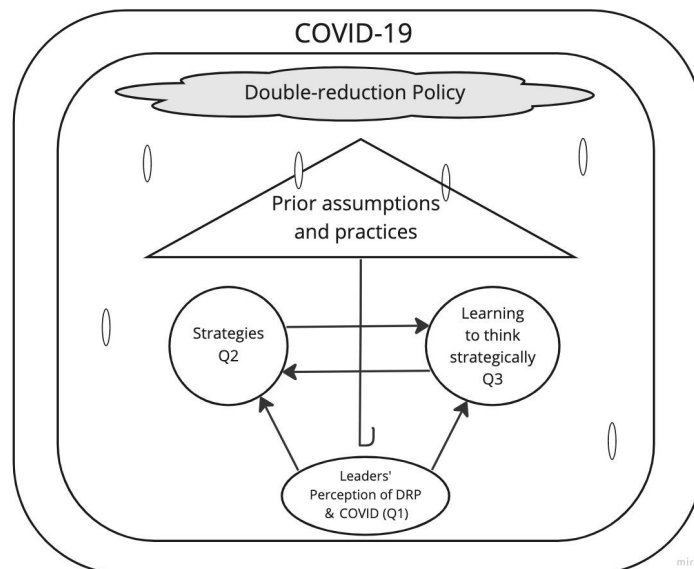 COVID-19
Double-reduction Policy
Prior assumptions
and practices
Strategies
Q2
Learning
to think
strategically
Q3
Leaders'
Perception of DRP
& COVID (Q1)